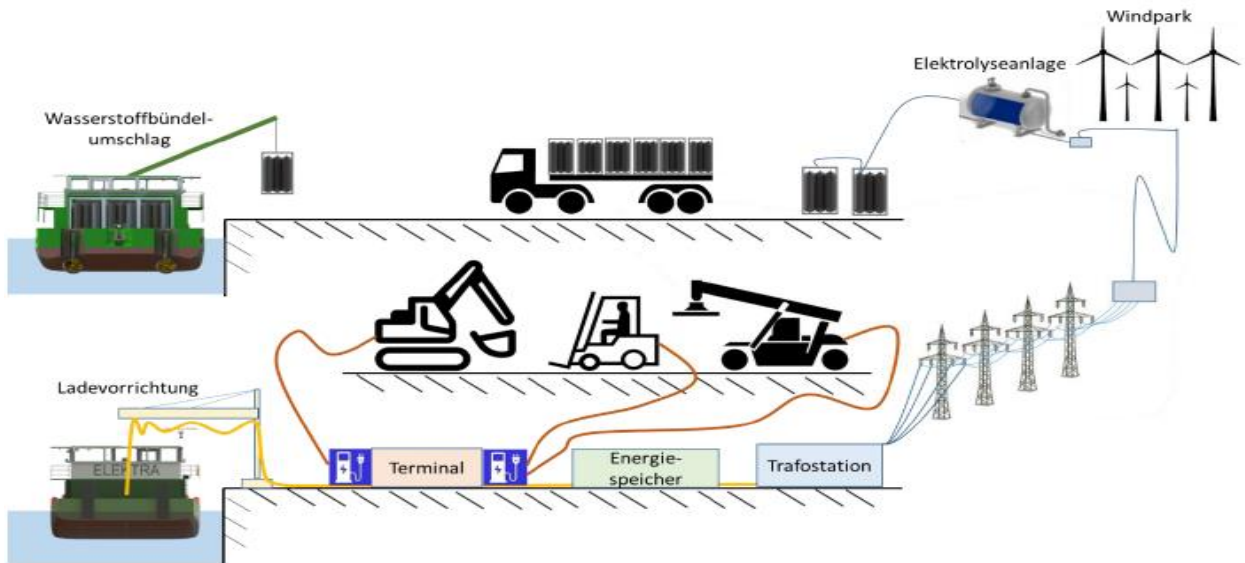 Windpark
Elektrolyseanlage
Wasserstoffbündel-
umschlag
Ladevorrichtung
ELEKTRA
Terminal
Energie-
speicher
Trafostation